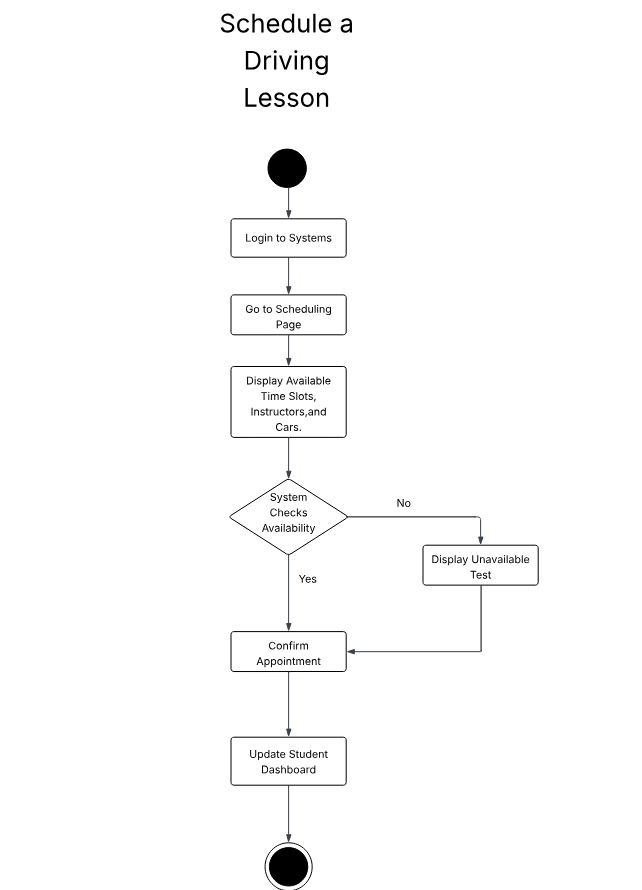 Schedule a
Driving
Lesson
Login to Systems
Go to Scheduling
Page
Display Available
Time Slots,
Instructors,and
Cars.
System
Checks
Availability
No
Display Unavailable
Test
Yes
Confirm
Appointment
Update Student
Dashboard